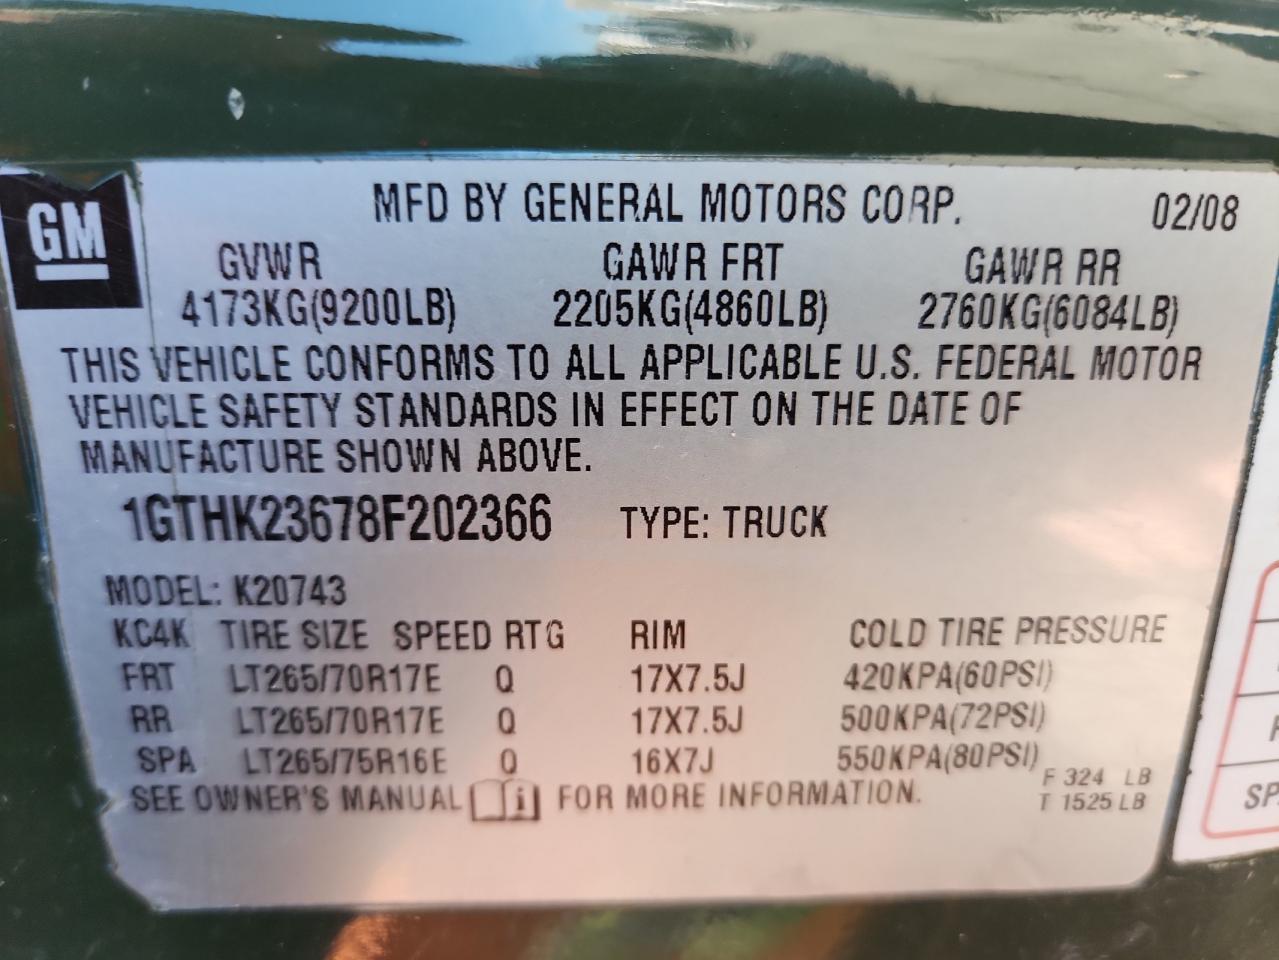 GM
MFD BY GENERAL MOTORS CORP. 02/08
GVWR GAWR FRT GAWR RR
4173KG(9200LB) 2205KG(4860LB) 2760KG(6084LB)
THIS VEHICLE CONFORMS TO ALL APPLICABLE U.S. FEDERAL MOTOR
VEHICLE SAFETY STANDARDS IN EFFECT ON THE DATE OF
MANUFACTURE SHOWN ABOVE.
1GTHK23678F202366 TYPE: TRUCK
MODEL: K20743
KC4K TIRE SIZE SPEED RTG RIM COLD TIRE PRESSURE
FRT LT265/70R17E Q 17X7.5J 420KPA(60PSI)
RR LT265/70R17E Q 17X7.5J 500KPA(72PSI)
SPA LT265/75R16E Q 16X7J 550KPA(80PSI)
F 324 LB
SEE OWNER'S MANUAL i FOR MORE INFORMATION. T 1525 LB